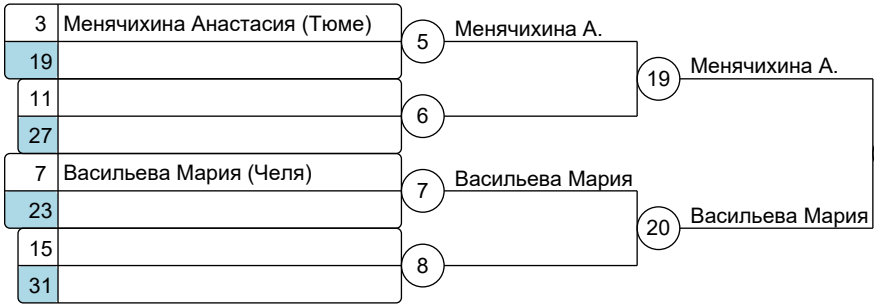 3 Менячихина Анастасия (Тюме)
19
5 Менячихина А.
11
27
6
19 Менячихина А.
7 Васильева Мария (Челя)
23
7 Васильева Мария
15
31
8
20 Васильева Мария